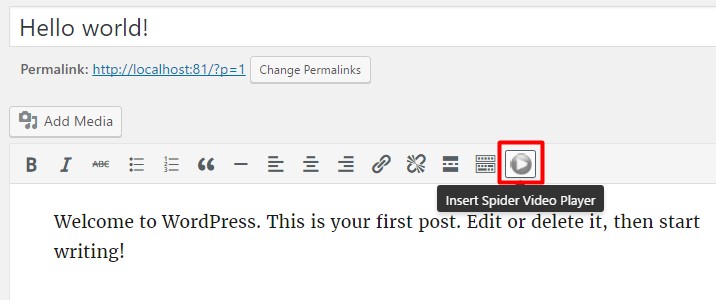 Hello world!
Permalink: http://localhost:81/?p=1 Change Permalinks
Add Media
B I ABC
Insert Spider Video Player
Welcome to WordPress. This is your first post. Edit or delete it, then start
writing!